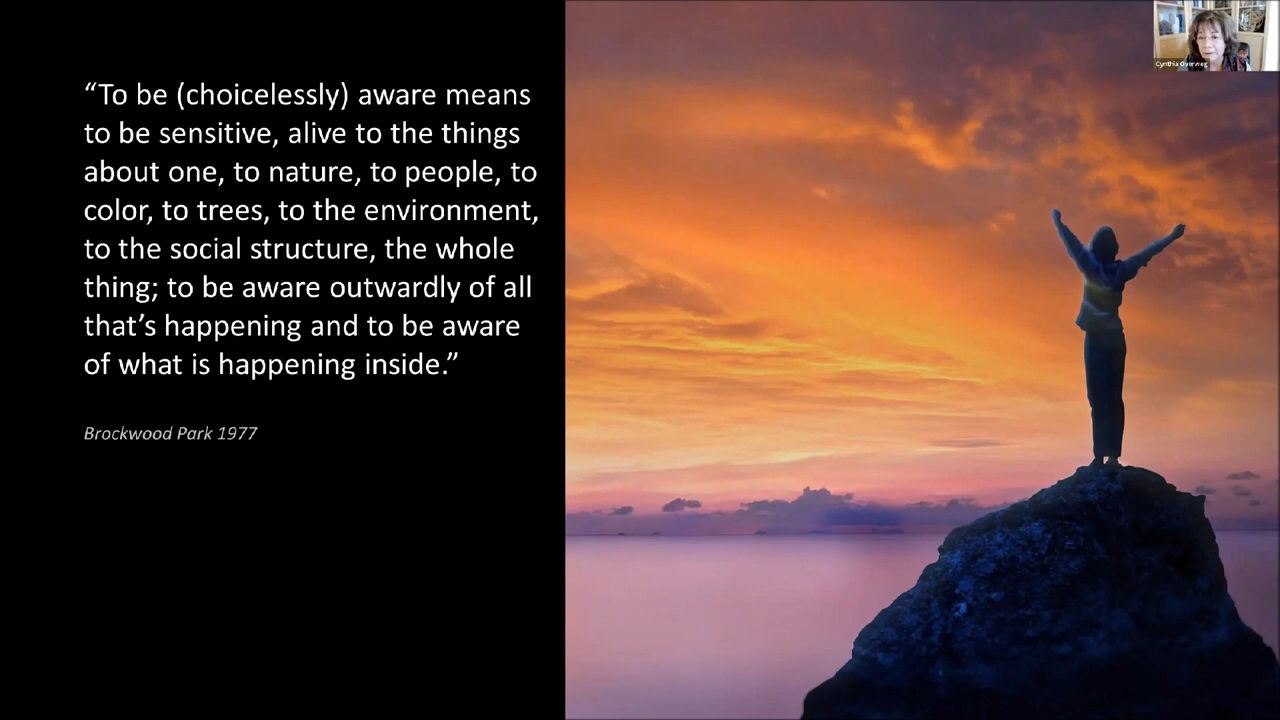 “To be (choicelessly) aware means
to be sensitive, alive to the things
about one, to nature, to people, to
color, to trees, to the environment,
to the social structure, the whole
thing; to be aware outwardly of all
that’s happening and to be aware
of what is happening inside.”
Brockwood Park 1977
Cynthia Overweg